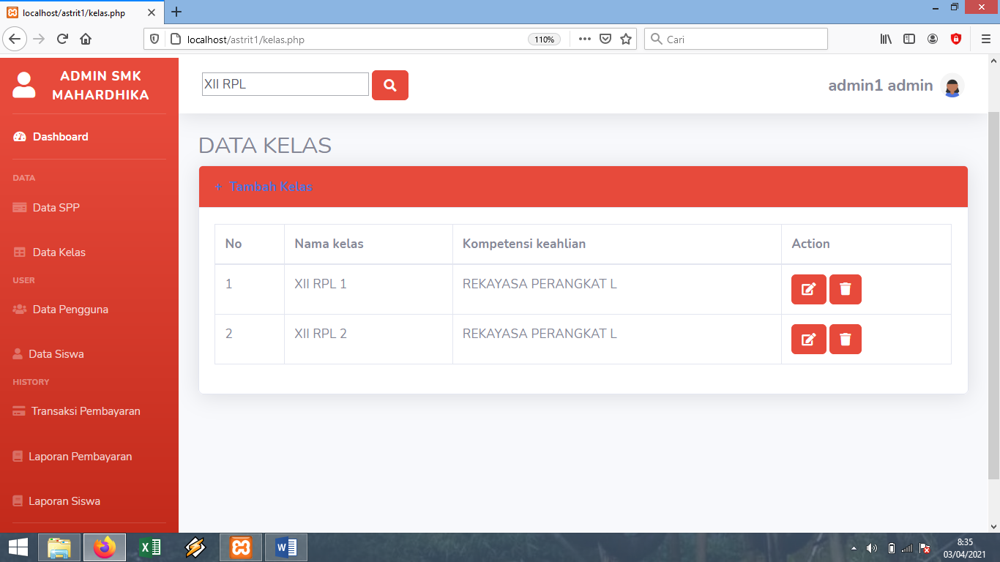 localhost/astrit1/kelas.php
localhost/astrit1/kelas.php
110%
Cari
ADMIN SMK
MAHARDHIKA
XII RPL
admin1 admin
Dashboard
DATA
Data SPP
Data Kelas
USER
Data Pengguna
Data Siswa
HISTORY
Transaksi Pembayaran
Laporan Pembayaran
Laporan Siswa
DATA KELAS
+ Tambah Kelas
No Nama kelas Kompetensi keahlian Action
1 XII RPL 1 REKAYASA PERANGKAT L
2 XII RPL 2 REKAYASA PERANGKAT L
8:35
03/04/2021